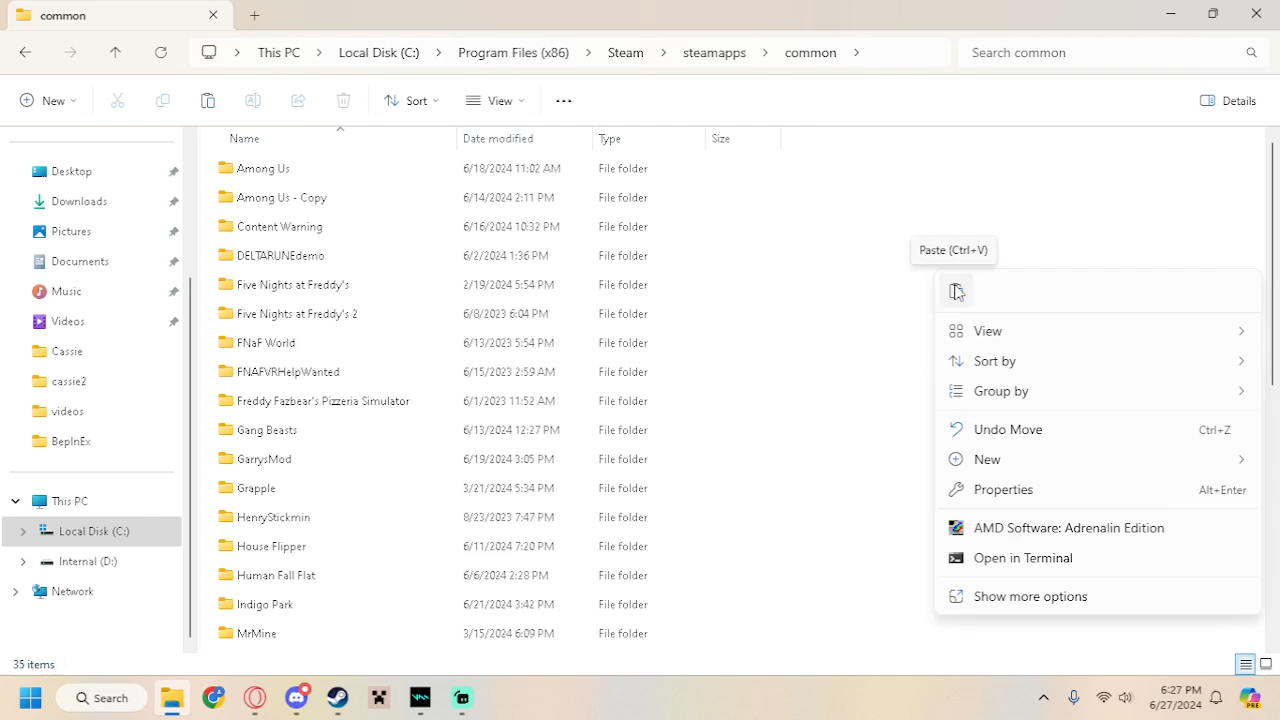 common
This PC
Local Disk (C:)
Program Files (x86)
Steam
steamapps
common
Search common
New
Sort
View
Details
Name
Date modified
Type
Size
Desktop
Downloads
Pictures
Documents
Music
Videos
Cassie
cassie2
videos
BepInEx
This PC
Local Disk (C:)
Internal (D:)
Network
Among Us 6/18/2024 11:02 AM File folder
Among Us - Copy 6/14/2024 2:11 PM File folder
Content Warning 6/16/2024 10:32 PM File folder
DELTARUNEdemo 6/2/2024 1:36 PM File folder
Five Nights at Freddy's 2/19/2024 5:54 PM File folder
Five Nights at Freddy's 2 6/8/2023 6:04 PM File folder
FNaF World 6/13/2023 5:54 PM File folder
FNAFVRHelpWanted 6/15/2023 2:59 AM File folder
Freddy Fazbear's Pizzeria Simulator 6/1/2023 11:52 AM File folder
Gang Beasts 6/13/2024 12:27 PM File folder
GarrysMod 6/19/2024 3:05 PM File folder
Grapple 3/21/2024 5:34 PM File folder
HenryStickmin 8/23/2023 7:47 PM File folder
House Flipper 6/11/2024 7:20 PM File folder
Human Fall Flat 6/6/2024 2:28 PM File folder
Indigo Park 6/21/2024 3:42 PM File folder
MrMine 3/15/2024 6:09 PM File folder
Paste (Ctrl+V)
View
Sort by
Group by
Undo Move Ctrl+Z
New
Properties Alt+Enter
AMD Software: Adrenalin Edition
Open in Terminal
Show more options
35 items
Search
6:27 PM
6/27/2024
PRE